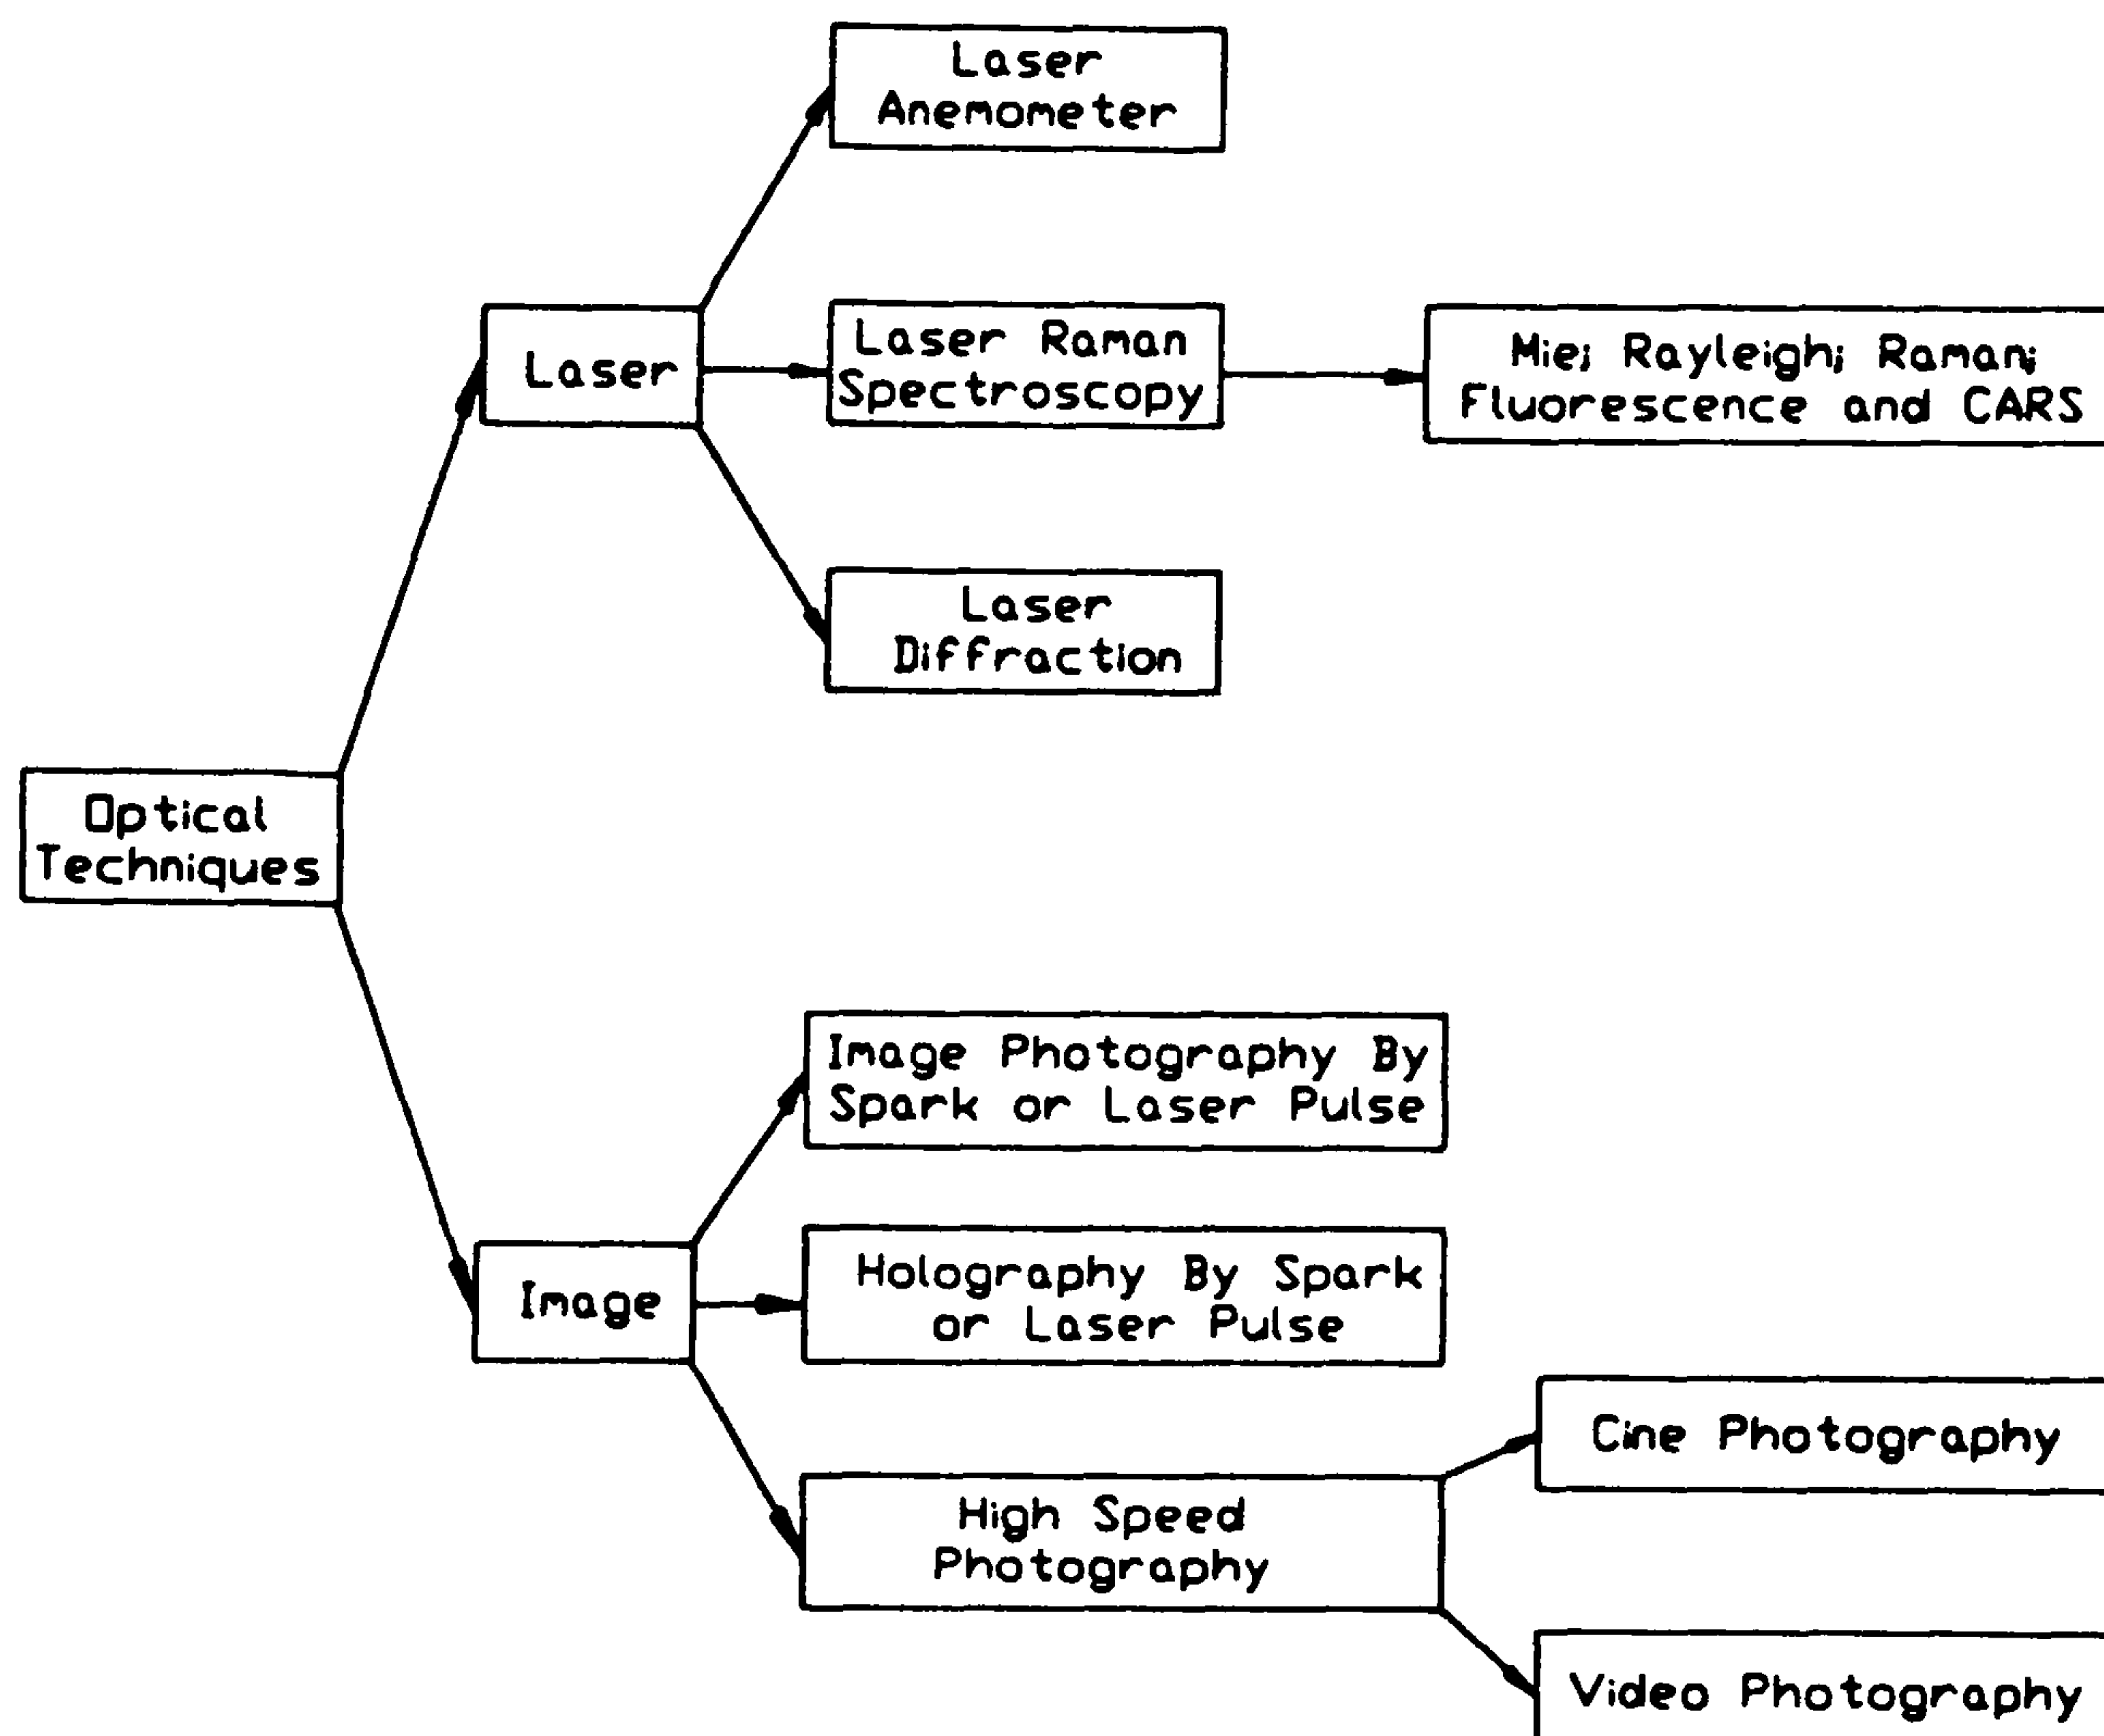 Laser
Anemometer
Laser
Laser Raman
Spectroscopy
Mie; Rayleigh; Raman;
Fluorescence and CARS
Laser
Diffraction
Optical
Techniques
Image Photography By
Spark or Laser Pulse
Image
Holography By Spark
or Laser Pulse
High Speed
Photography
Cine Photography
Video Photography